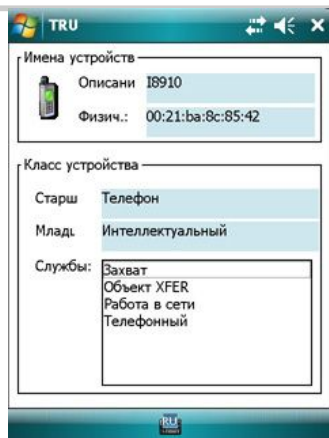 TRU
Имена устройств
Описани I8910
Физич.: 00:21:ba:8c:85:42
Класс устройства
Старш Телефон
Младь Интеллектуальный
Службы: Захват
Объект XFER
Работа в сети
Телефонный
RU